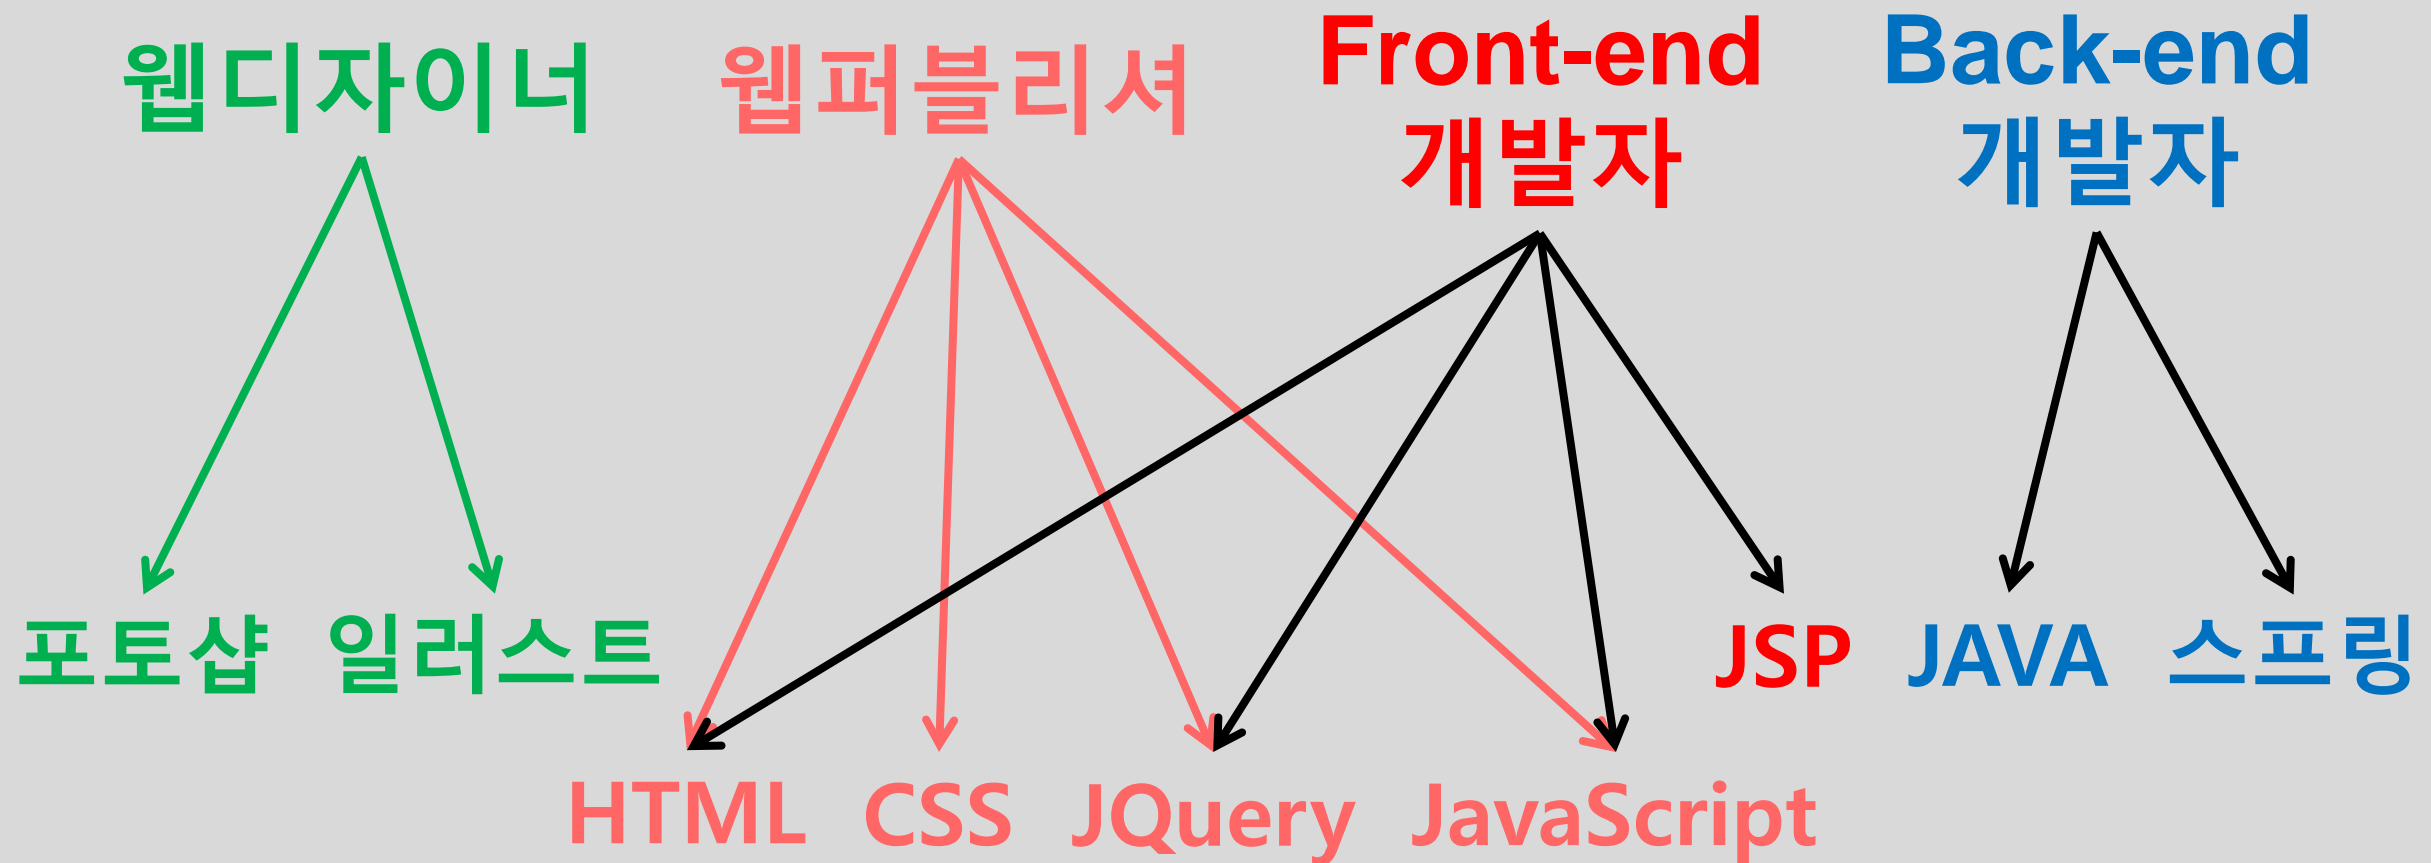 웹디자이너
웹퍼블리셔
Front-end
개발자
Back-end
개발자
포토샵 일러스트
JSP JAVA 스프링
HTML CSS JQuery JavaScript